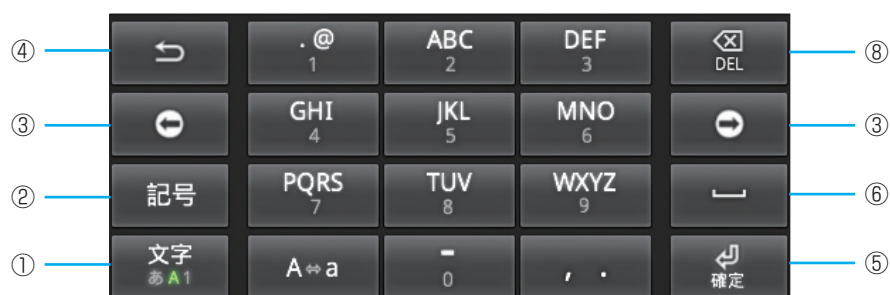 ④ . @ ABC DEF DEL ⑧
1 2 3
③ GHI JKL MNO ③
4 5 6
② 記号 PQRS TUV WXYZ ⑥
7 8 9
① 文字 A⇔a - , . 確定 ⑤
あA1 0